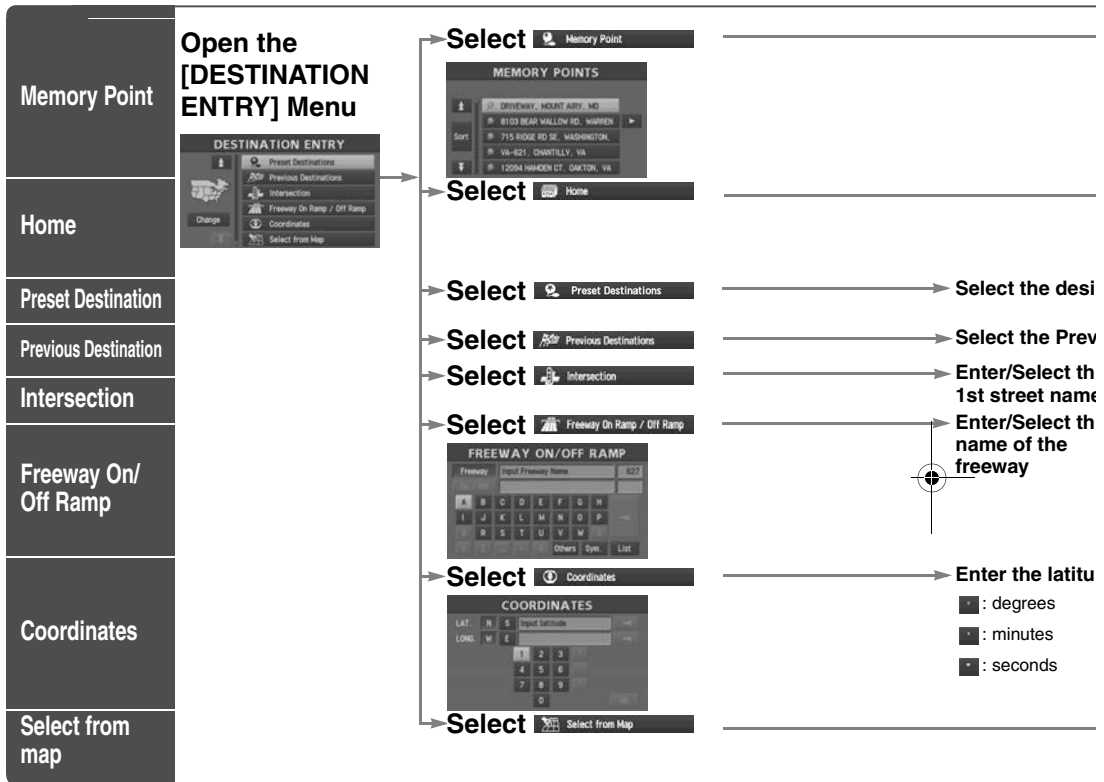 Memory Point
Home
Preset Destination
Previous Destination
Intersection
Freeway On/
Off Ramp
Coordinates
Select from
map
Open the
[DESTINATION
ENTRY] Menu
DESTINATION ENTRY
Preset Destinations
Previous Destinations
Intersection
Freeway On Ramp / Off Ramp
Change
Coordinates
Select from Map
Select Memory Point
MEMORY POINTS
DRIVEWAY, MOUNT AIRY, MD
8103 BEAR WALLOW RD, WARREN
Sort
715 RIDGE RD SE, WASHINGTON,
VA-621, CHANTILLY, VA
12094 HAMDEN CT, OAKTON, VA
Select Home
Select Preset Destinations
Select the desi
Select Previous Destinations
Select the Prev
Select Intersection
Enter/Select th
1st street name
Select Freeway On Ramp / Off Ramp
Enter/Select th
name of the
freeway
FREEWAY ON/OFF RAMP
Freeway Input Freeway Name 827
A B C D E F G H
I J K L M N O P
R S T U V W
Others Sym. List
Select Coordinates
Enter the latitu
: degrees
: minutes
: seconds
COORDINATES
LAT. N S Input latitude
LONG. W E
1 2 3
4 5 6
7 8 9
0
Select Select from Map